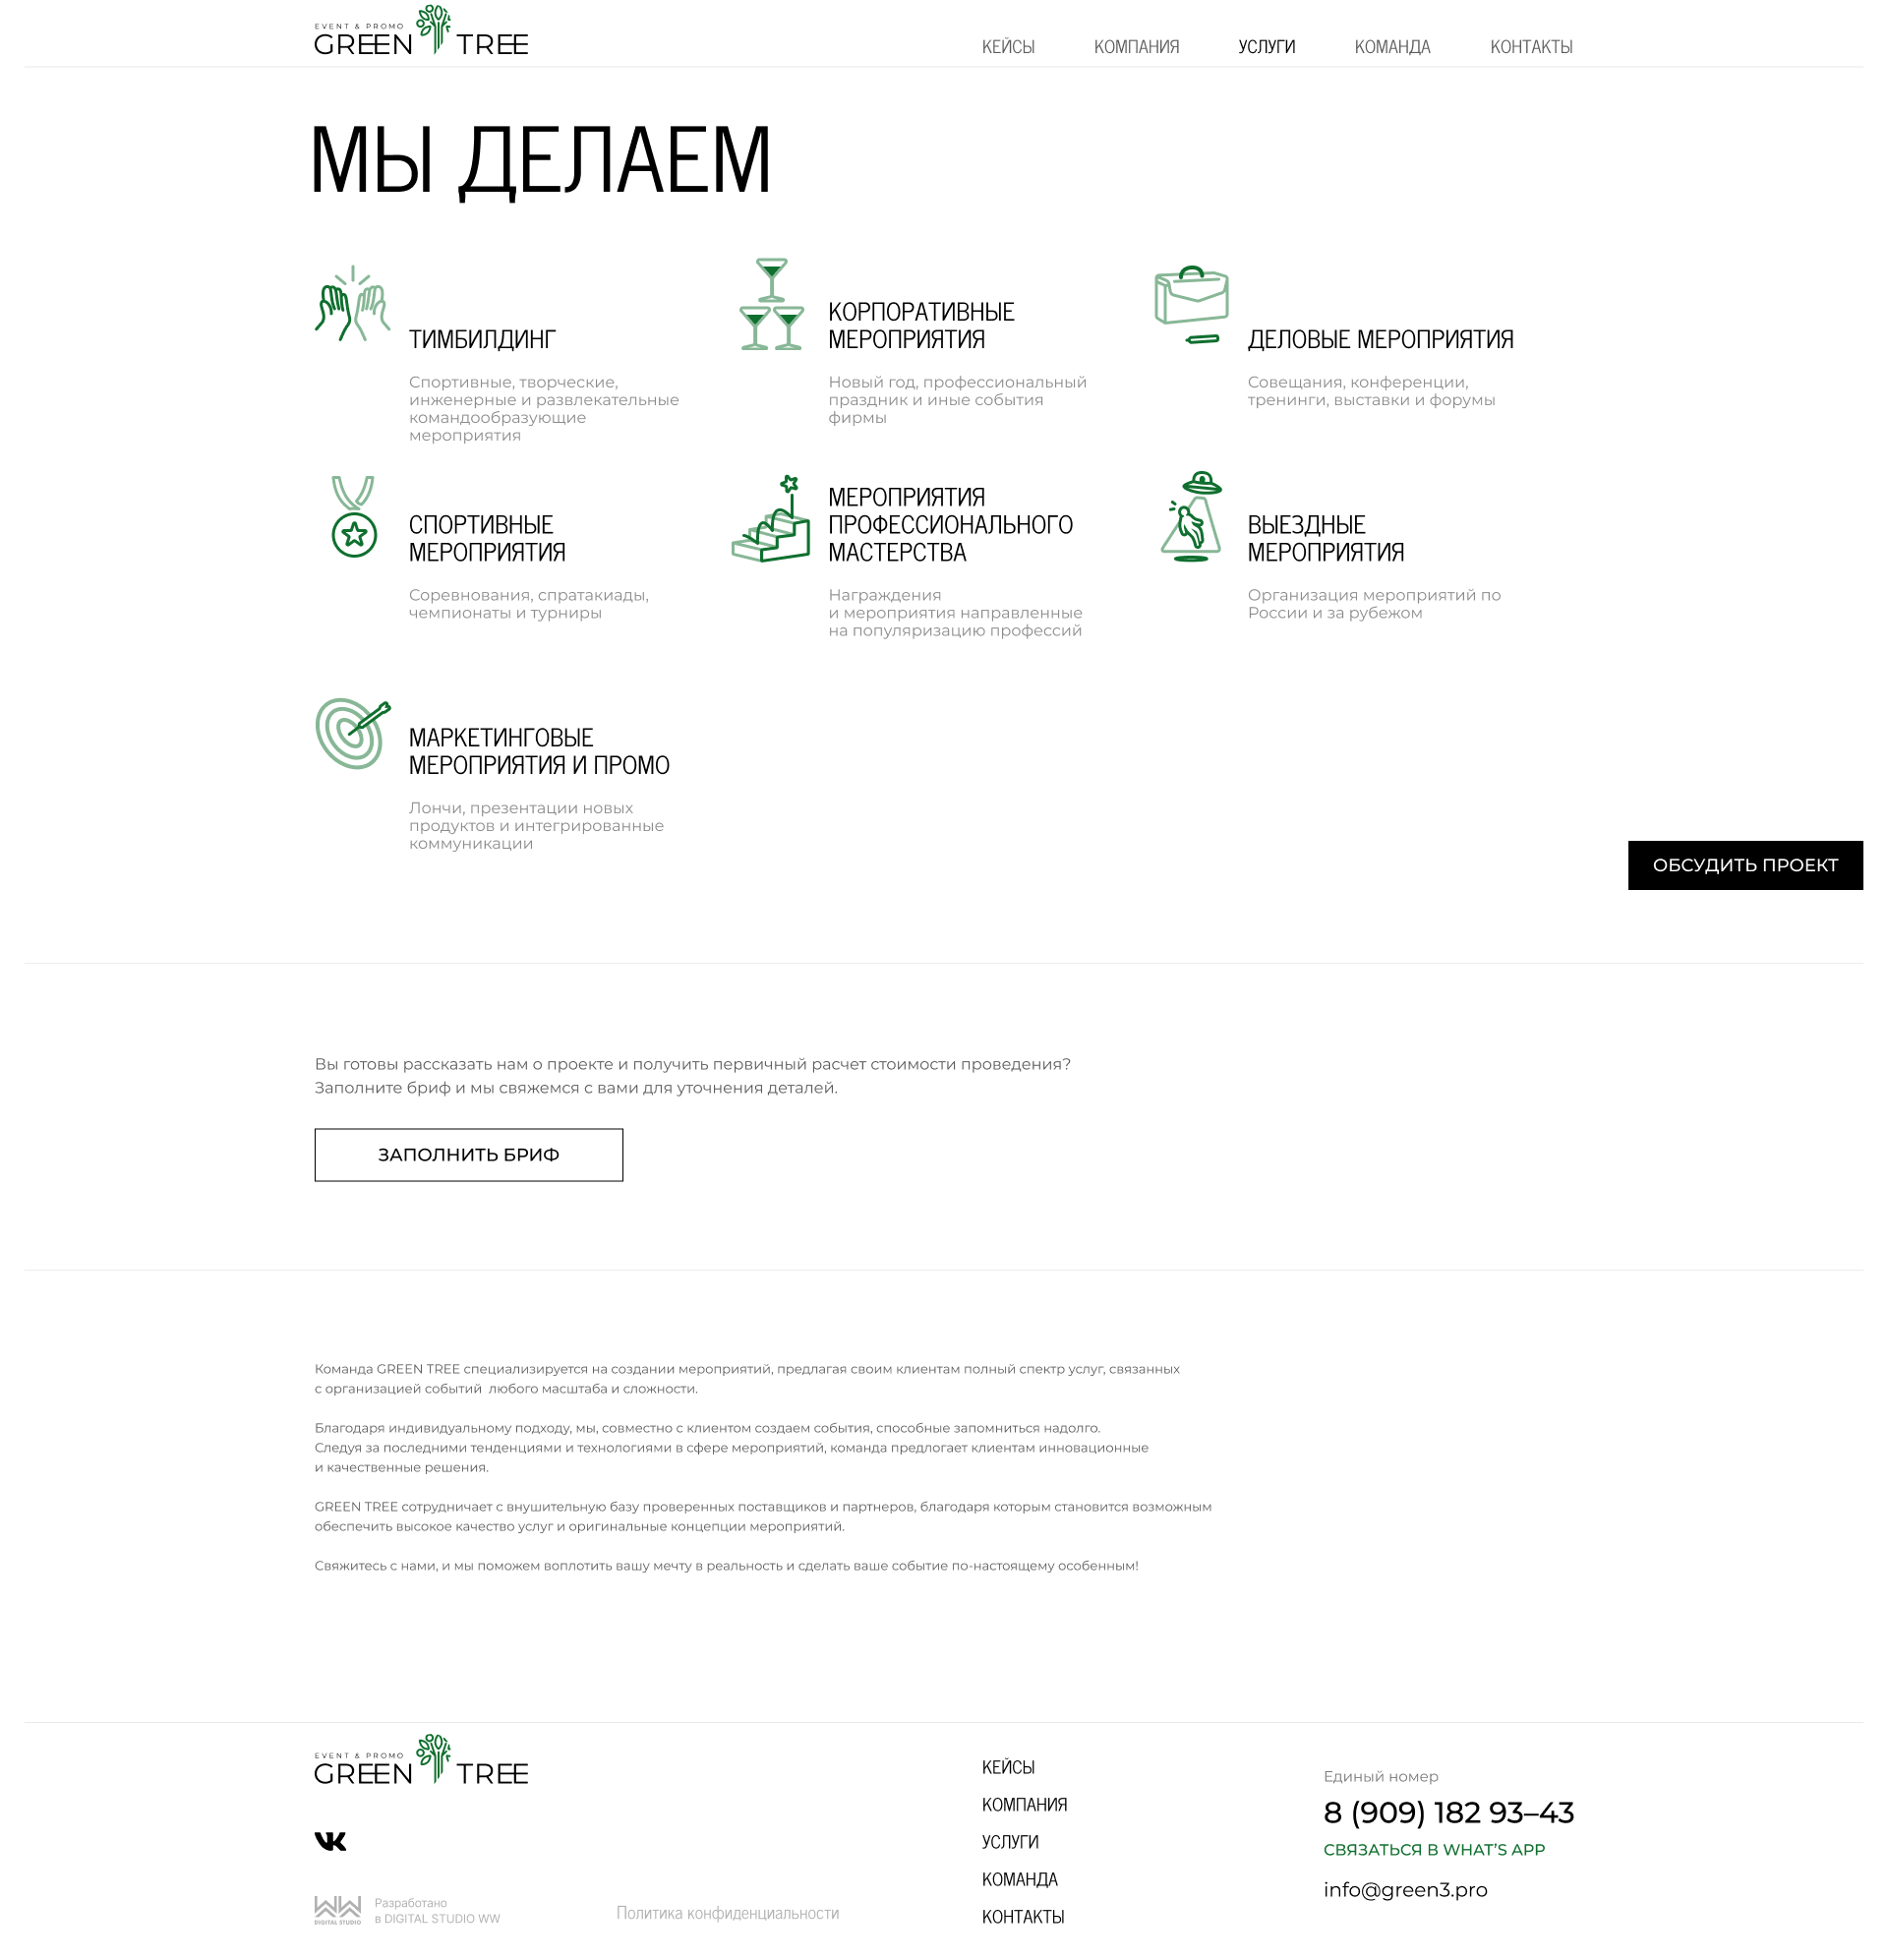 EVENT & PROMO
GREEN TREE
КЕЙСЫ
КОМПАНИЯ
УСЛУГИ
КОМАНДА
КОНТАКТЫ
МЫ ДЕЛАЕМ
ТИМБИЛДИНГ
Спортивные, творческие,
инженерные и развлекательные
командообразующие
мероприятия
КОРПОРАТИВНЫЕ
МЕРОПРИЯТИЯ
Новый год, профессиональный
праздник и иные события
фирмы
ДЕЛОВЫЕ МЕРОПРИЯТИЯ
Совещания, конференции,
тренинги, выставки и форумы
СПОРТИВНЫЕ
МЕРОПРИЯТИЯ
Соревнования, спратакиады,
чемпионаты и турниры
МЕРОПРИЯТИЯ
ПРОФЕССИОНАЛЬНОГО
МАСТЕРСТВА
Награждения
и мероприятия направленные
на популяризацию профессий
ВЫЕЗДНЫЕ
МЕРОПРИЯТИЯ
Организация мероприятий по
России и за рубежом
МАРКЕТИНГОВЫЕ
МЕРОПРИЯТИЯ И ПРОМО
Лончи, презентации новых
продуктов и интегрированные
коммуникации
ОБСУДИТЬ ПРОЕКТ
Вы готовы рассказать нам о проекте и получить первичный расчет стоимости проведения?
Заполните бриф и мы свяжемся с вами для уточнения деталей.
ЗАПОЛНИТЬ БРИФ
Команда GREEN TREE специализируется на создании мероприятий, предлагая своим клиентам полный спектр услуг, связанных
с организацией событий  любого масштаба и сложности.
Благодаря индивидуальному подходу, мы, совместно с клиентом создаем события, способные запомниться надолго.
Следуя за последними тенденциями и технологиями в сфере мероприятий, команда предлогает клиентам инновационные
и качественные решения.
GREEN TREE сотрудничает с внушительную базу проверенных поставщиков и партнеров, благодаря которым становится возможным
обеспечить высокое качество услуг и оригинальные концепции мероприятий.
Свяжитесь с нами, и мы поможем воплотить вашу мечту в реальность и сделать ваше событие по-настоящему особенным!
EVENT & PROMO
GREEN TREE
WW
DIGITAL STUDIO
Разработано
в DIGITAL STUDIO WW
Политика конфиденциальности
КЕЙСЫ
КОМПАНИЯ
УСЛУГИ
КОМАНДА
КОНТАКТЫ
Единый номер
8 (909) 182 93–43
СВЯЗАТЬСЯ В WHAT’S APP
info@green3.pro